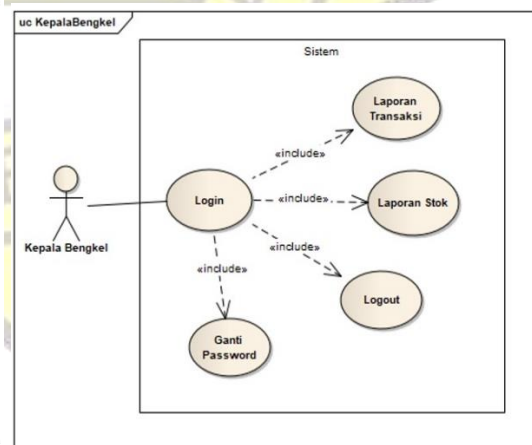 uc KepalaBengkel
Sistem
Laporan
Transaksi
«include»
Login
«include»
Laporan Stok
Kepala Bengkel
«include»
«include»
Logout
Ganti
Password